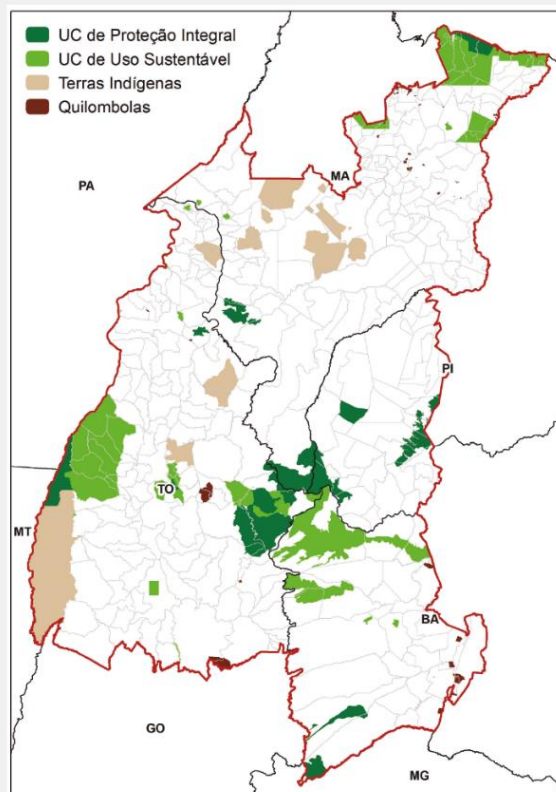 UC de Proteção Integral
UC de Uso Sustentável
Terras Indígenas
Quilombolas
PA
MA
PI
TO
MT
BA
GO
MG